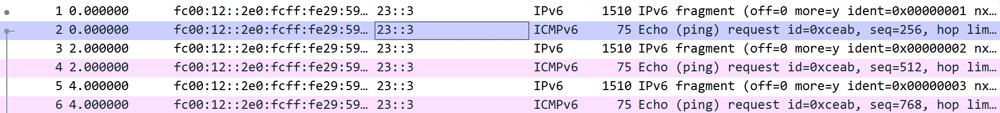 1 0.000000 fc00:12::2e0:fcff:fe29:59… 23::3 IPv6 1510 IPv6 fragment (off=0 more=y ident=0x00000001 nx…
2 0.000000 fc00:12::2e0:fcff:fe29:59… 23::3 ICMPv6 75 Echo (ping) request id=0xceab, seq=256, hop lim…
3 2.000000 fc00:12::2e0:fcff:fe29:59… 23::3 IPv6 1510 IPv6 fragment (off=0 more=y ident=0x00000002 nx…
4 2.000000 fc00:12::2e0:fcff:fe29:59… 23::3 ICMPv6 75 Echo (ping) request id=0xceab, seq=512, hop lim…
5 4.000000 fc00:12::2e0:fcff:fe29:59… 23::3 IPv6 1510 IPv6 fragment (off=0 more=y ident=0x00000003 nx…
6 4.000000 fc00:12::2e0:fcff:fe29:59… 23::3 ICMPv6 75 Echo (ping) request id=0xceab, seq=768, hop lim…